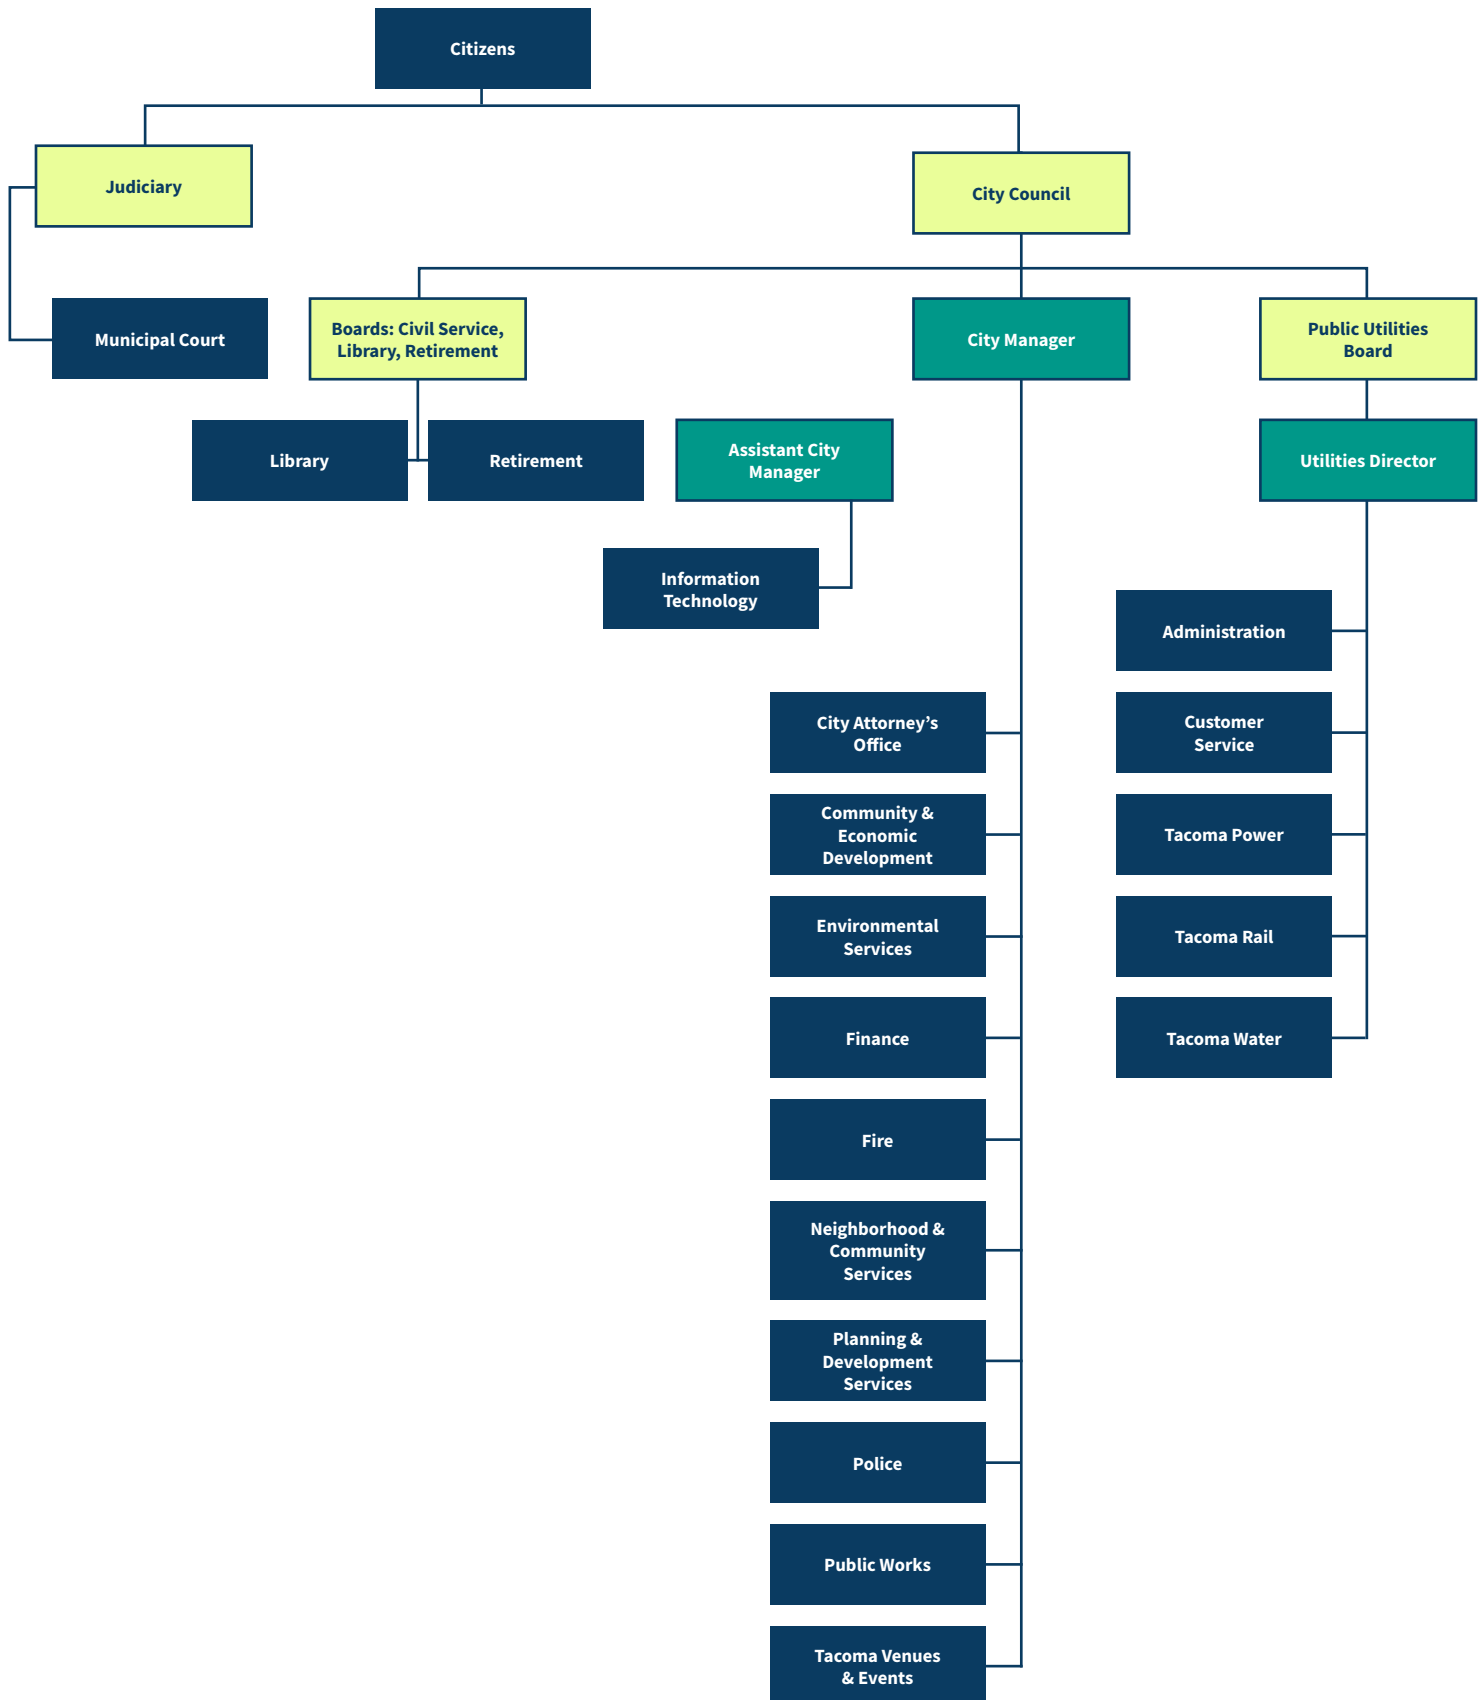 Citizens
Judiciary
City Council
Municipal Court
Boards: Civil Service,
Library, Retirement
City Manager
Public Utilities
Board
Library
Retirement
Assistant City
Manager
Utilities Director
Information
Technology
Administration
City Attorney’s
Office
Customer
Service
Community &
Economic
Development
Tacoma Power
Environmental
Services
Tacoma Rail
Finance
Tacoma Water
Fire
Neighborhood &
Community
Services
Planning &
Development
Services
Police
Public Works
Tacoma Venues
& Events